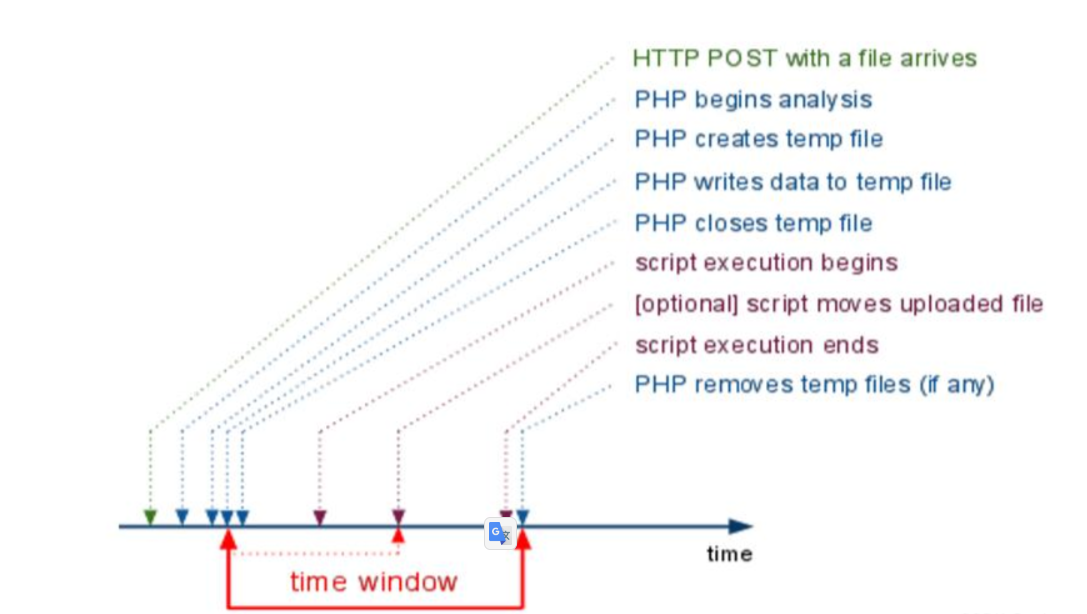 HTTP POST with a file arrives
PHP begins analysis
PHP creates temp file
PHP writes data to temp file
PHP closes temp file
script execution begins
[optional] script moves uploaded file
script execution ends
PHP removes temp files (if any)
G
time
time window